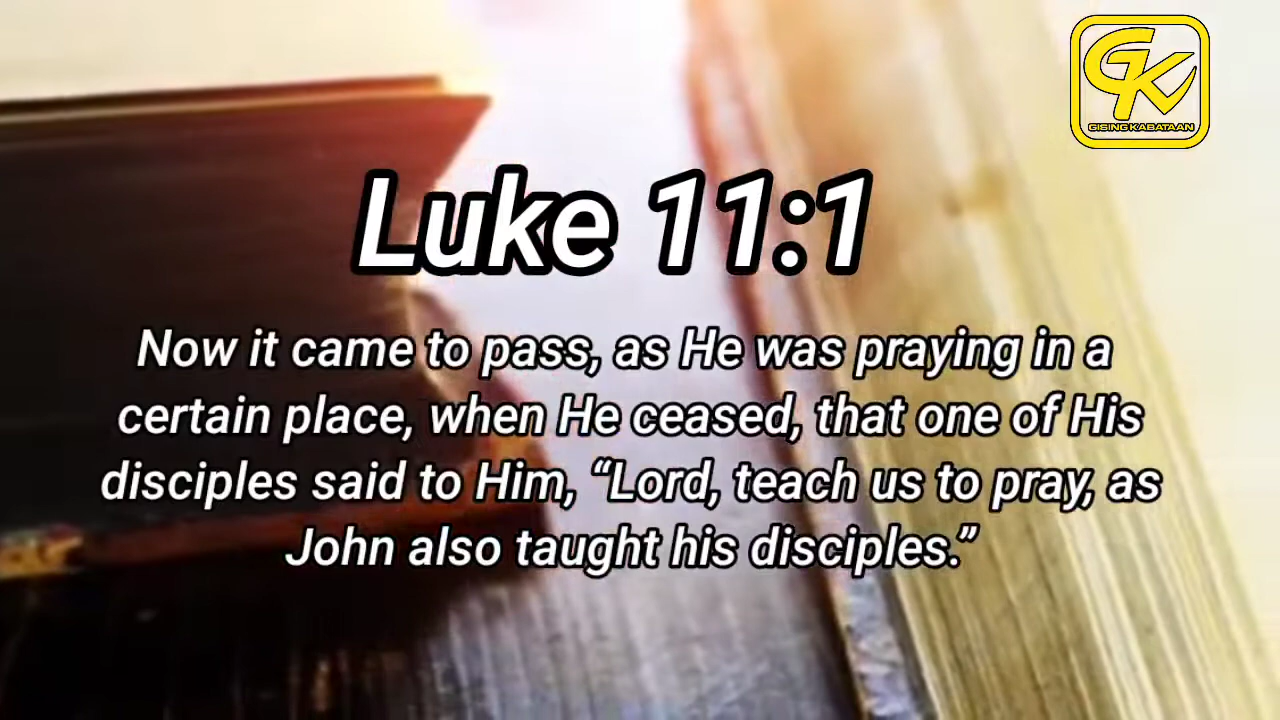 GK
GISING KABATAAN
Luke 11:1
Now it came to pass, as He was praying in a
certain place, when He ceased, that one of His
disciples said to Him, “Lord, teach us to pray, as
John also taught his disciples.”